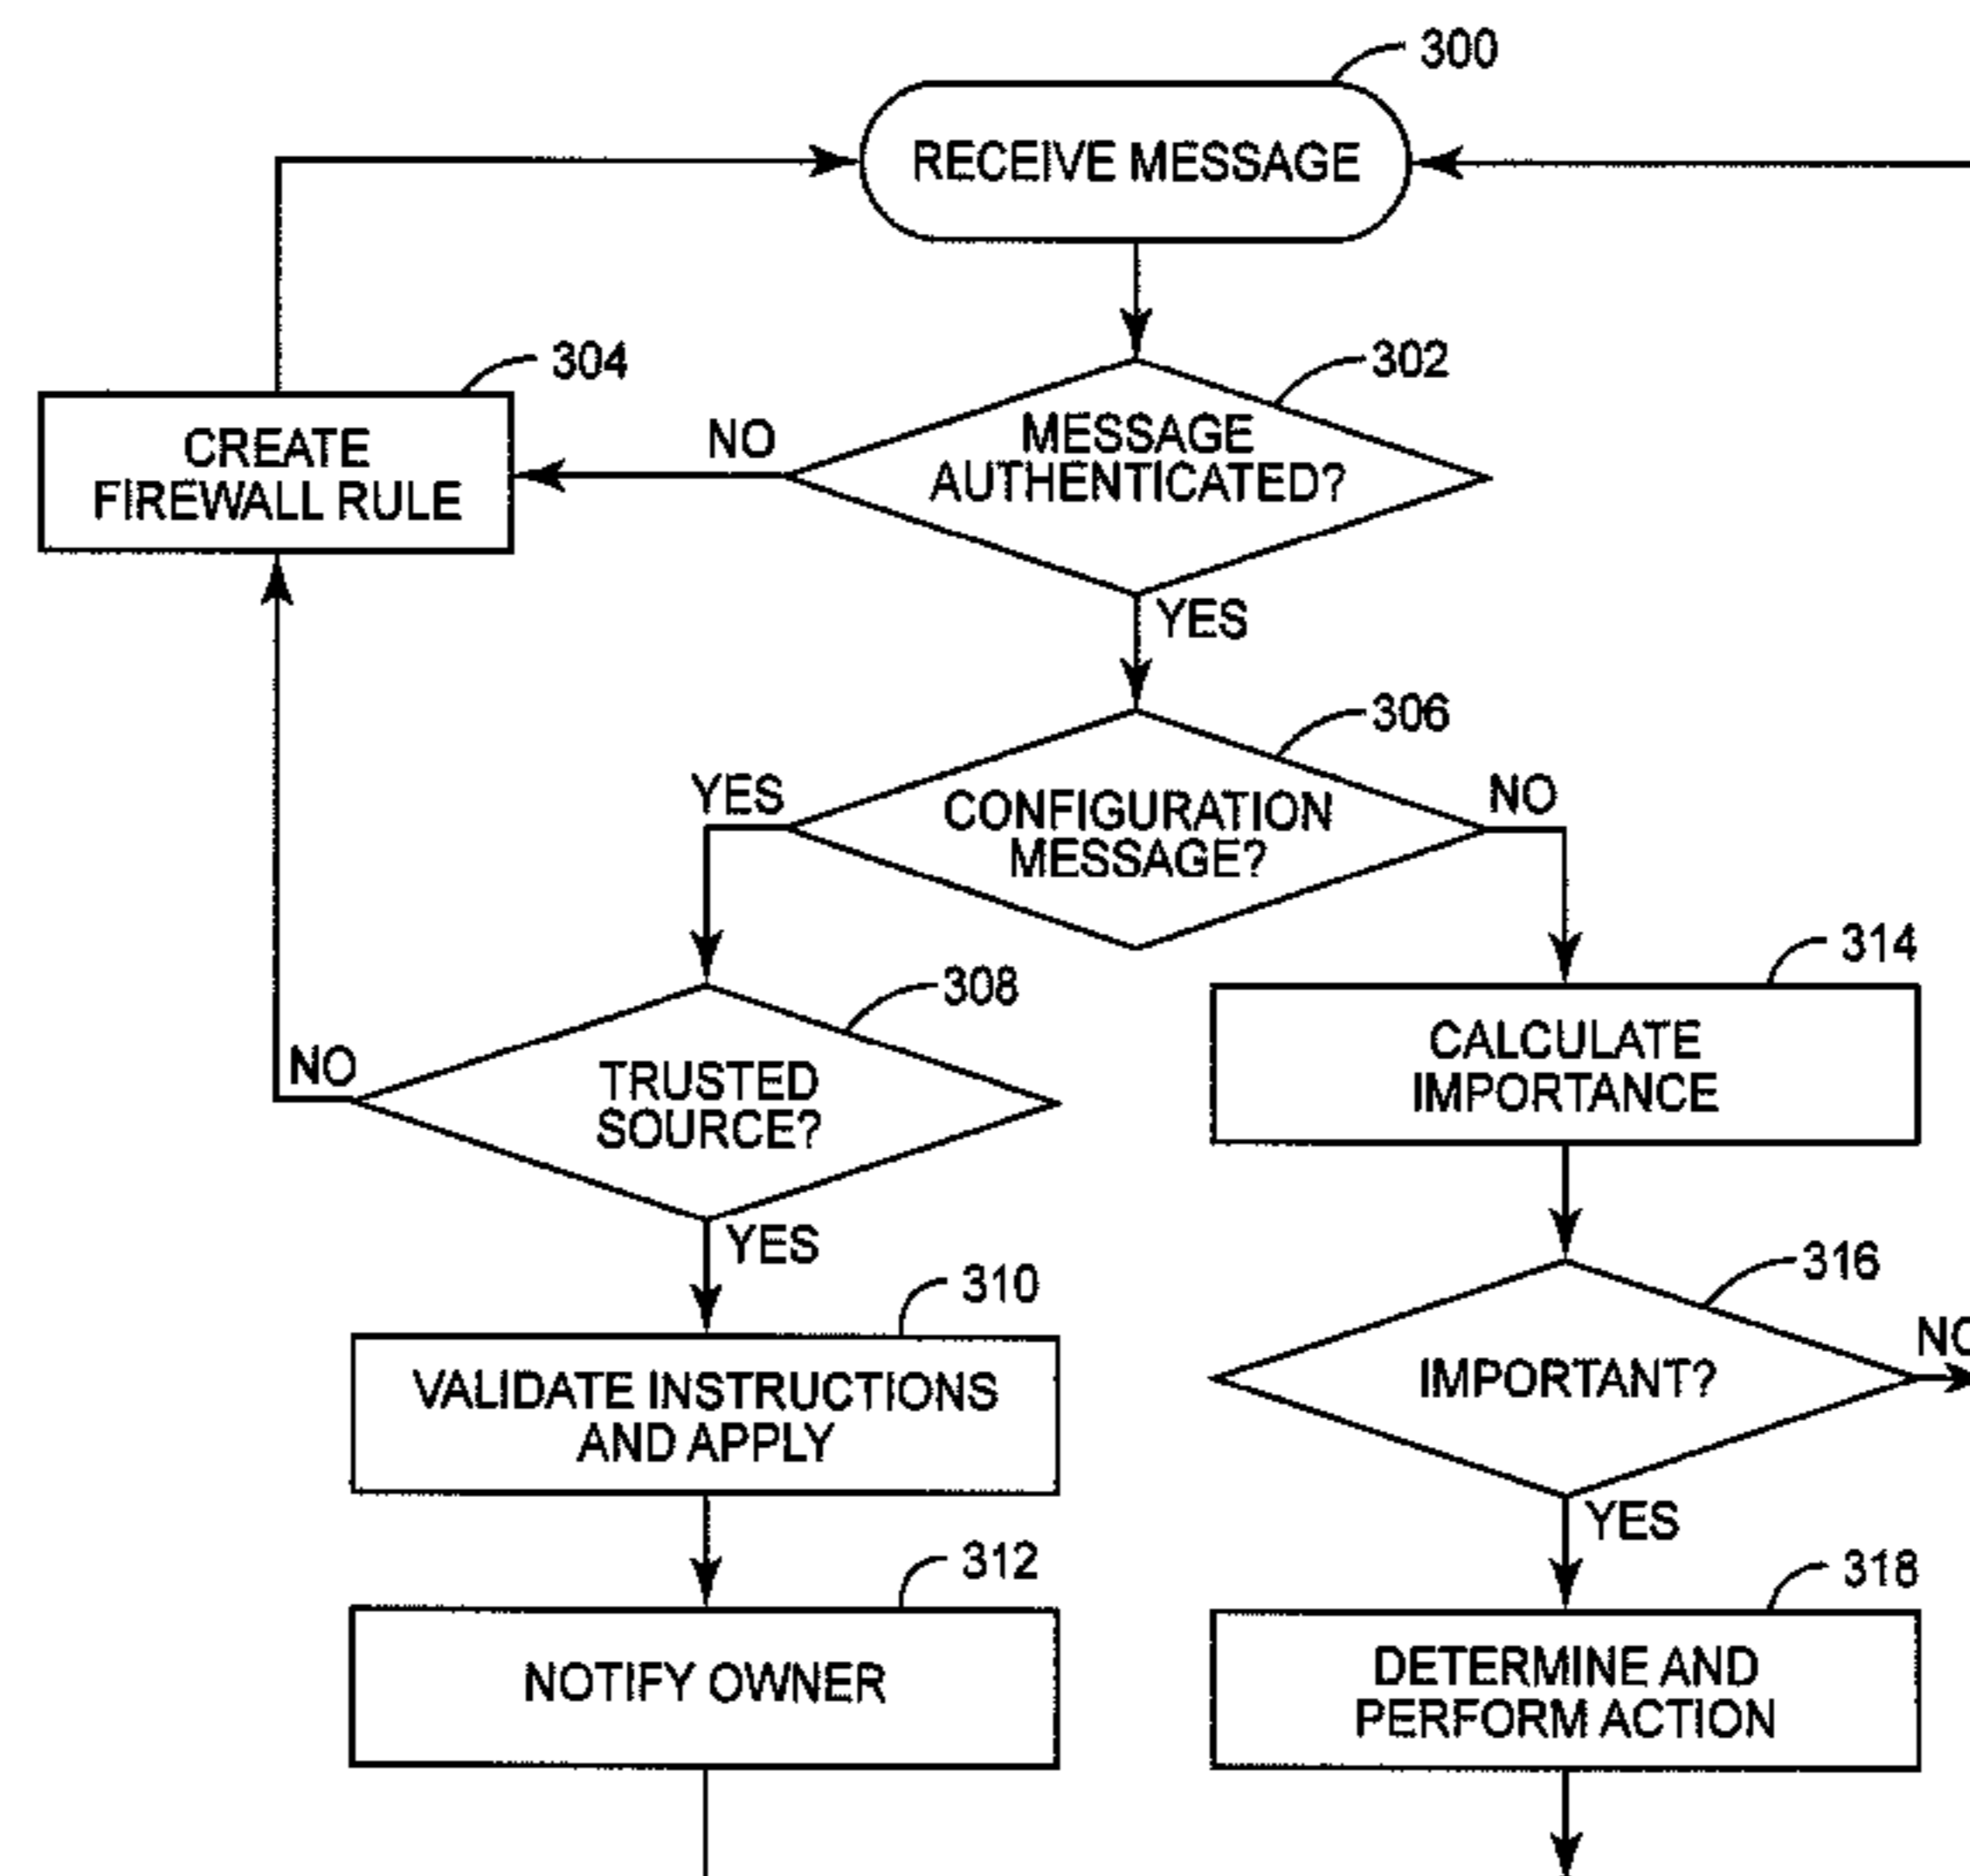 300
RECEIVE MESSAGE
304
302
CREATE
FIREWALL RULE
NO
MESSAGE
AUTHENTICATED?
YES
306
YES
CONFIGURATION
MESSAGE?
NO
308
314
NO
TRUSTED
SOURCE?
CALCULATE
IMPORTANCE
YES
310
316
VALIDATE INSTRUCTIONS
AND APPLY
IMPORTANT?
NO
YES
312
318
NOTIFY OWNER
DETERMINE AND
PERFORM ACTION